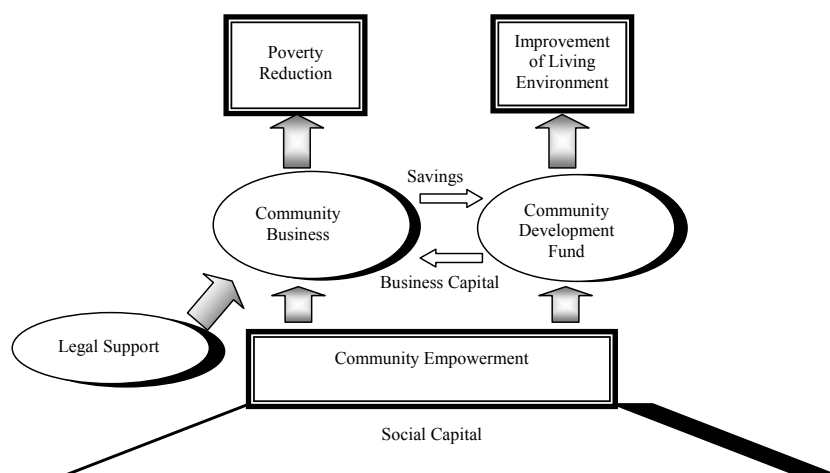 Poverty
Reduction
Improvement
of Living
Environment
Savings
Community
Business
Community
Development
Fund
Business Capital
Legal Support
Community Empowerment
Social Capital